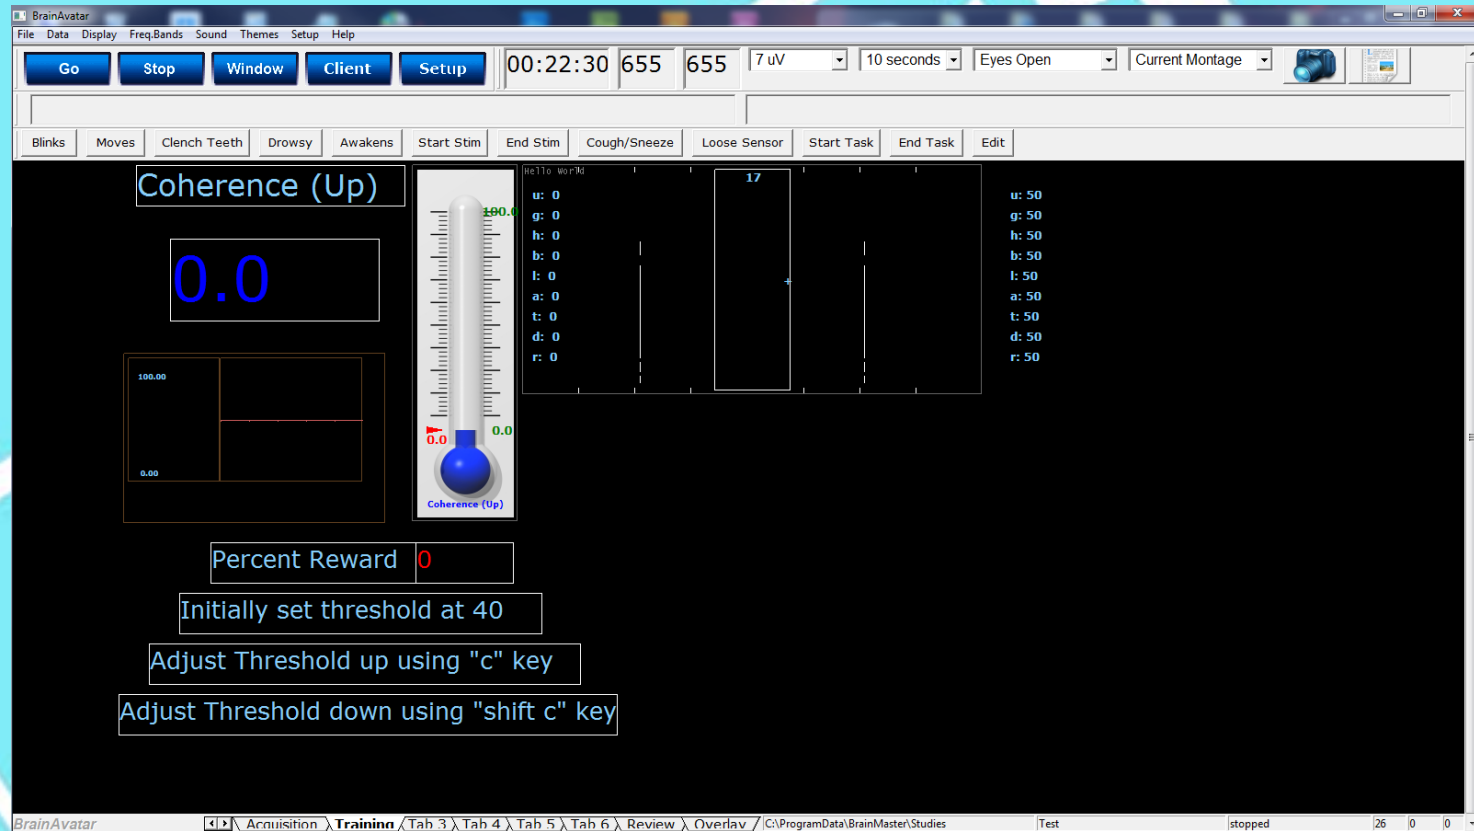 BrainAvatar
File Data Display Freq.Bands Sound Themes Setup Help
Go Stop Window Client Setup 00:22:30 655 655 7 uV 10 seconds Eyes Open Current Montage
Blinks Moves Clench Teeth Drowsy Awakens Start Stim End Stim Cough/Sneeze Loose Sensor Start Task End Task Edit
Coherence (Up)
0.0
100.00
0.00
100.0
0.0
0.0
Coherence (Up)
Hello World
17
u: 0
g: 0
h: 0
b: 0
l: 0
a: 0
t: 0
d: 0
r: 0
u: 50
g: 50
h: 50
b: 50
l: 50
a: 50
t: 50
d: 50
r: 50
Percent Reward 0
Initially set threshold at 40
Adjust Threshold up using "c" key
Adjust Threshold down using "shift c" key
BrainAvatar Acquisition Training Tab 3 Tab 4 Tab 5 Tab 6 Review Overlay C:\ProgramData\BrainMaster\Studies Test stopped 26 0 0